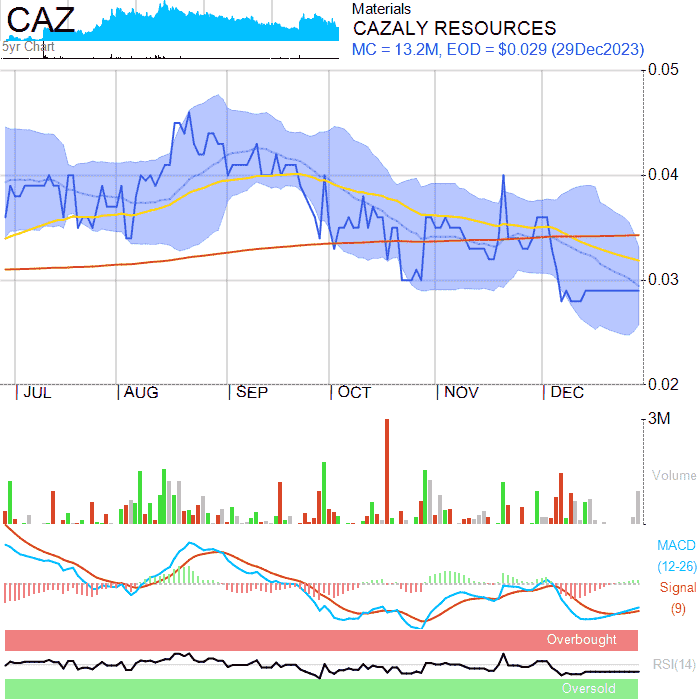 CAZ
5yr Chart
Materials
CAZALY RESOURCES
MC = 13.2M, EOD = $0.029 (29Dec2023)
0.05
0.04
0.03
0.02
JUL AUG SEP OCT NOV DEC
3M
Volume
MACD
(12-26)
Signal
(9)
Overbought
RSI(14)
Oversold